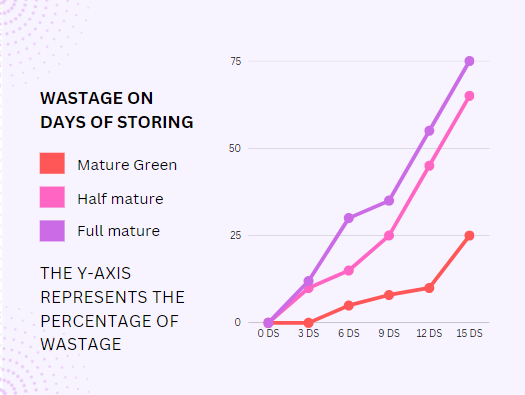 WASTAGE ON
DAYS OF STORING
Mature Green
Half mature
Full mature
THE Y-AXIS
REPRESENTS THE
PERCENTAGE OF
WASTAGE
75
50
25
0
0 DS 3 DS 6 DS 9 DS 12 DS 15 DS